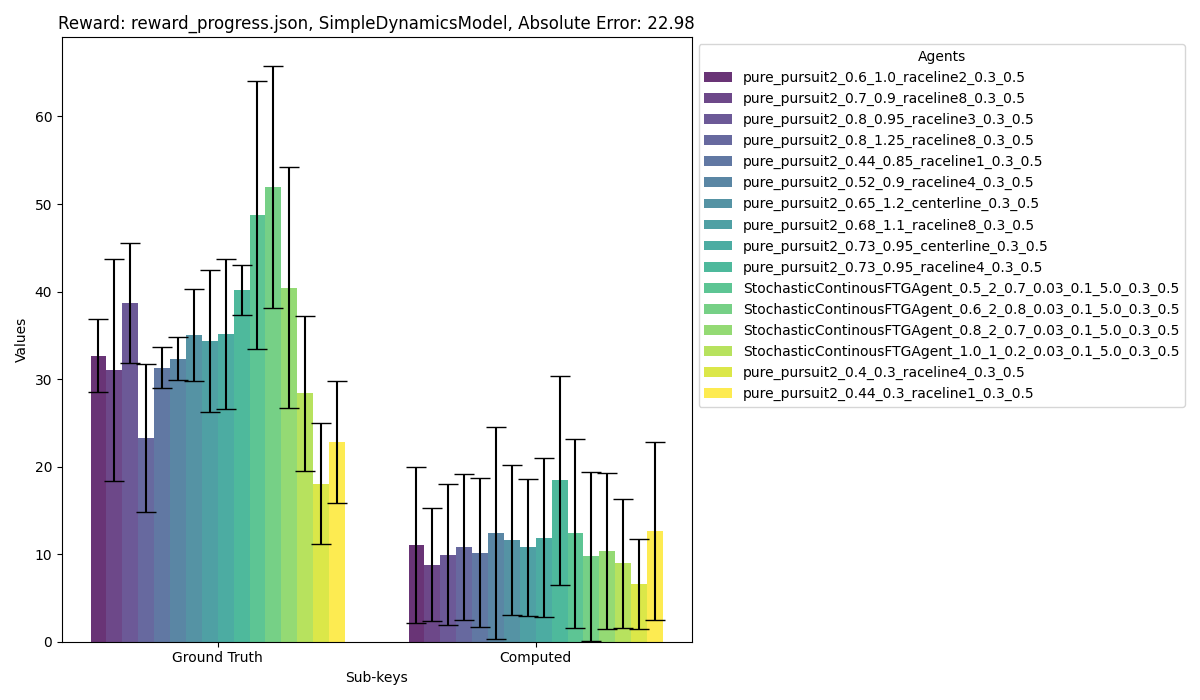 Reward: reward_progress.json, SimpleDynamicsModel, Absolute Error: 22.98
Values
60
50
40
30
20
10
0
Ground Truth
Computed
Sub-keys
Agents
pure_pursuit2_0.6_1.0_raceline2_0.3_0.5
pure_pursuit2_0.7_0.9_raceline8_0.3_0.5
pure_pursuit2_0.8_0.95_raceline3_0.3_0.5
pure_pursuit2_0.8_1.25_raceline8_0.3_0.5
pure_pursuit2_0.44_0.85_raceline1_0.3_0.5
pure_pursuit2_0.52_0.9_raceline4_0.3_0.5
pure_pursuit2_0.65_1.2_centerline_0.3_0.5
pure_pursuit2_0.68_1.1_raceline8_0.3_0.5
pure_pursuit2_0.73_0.95_centerline_0.3_0.5
pure_pursuit2_0.73_0.95_raceline4_0.3_0.5
StochasticContinousFTGAgent_0.5_2_0.7_0.03_0.1_5.0_0.3_0.5
StochasticContinousFTGAgent_0.6_2_0.8_0.03_0.1_5.0_0.3_0.5
StochasticContinousFTGAgent_0.8_2_0.7_0.03_0.1_5.0_0.3_0.5
StochasticContinousFTGAgent_1.0_1_0.2_0.03_0.1_5.0_0.3_0.5
pure_pursuit2_0.4_0.3_raceline4_0.3_0.5
pure_pursuit2_0.44_0.3_raceline1_0.3_0.5